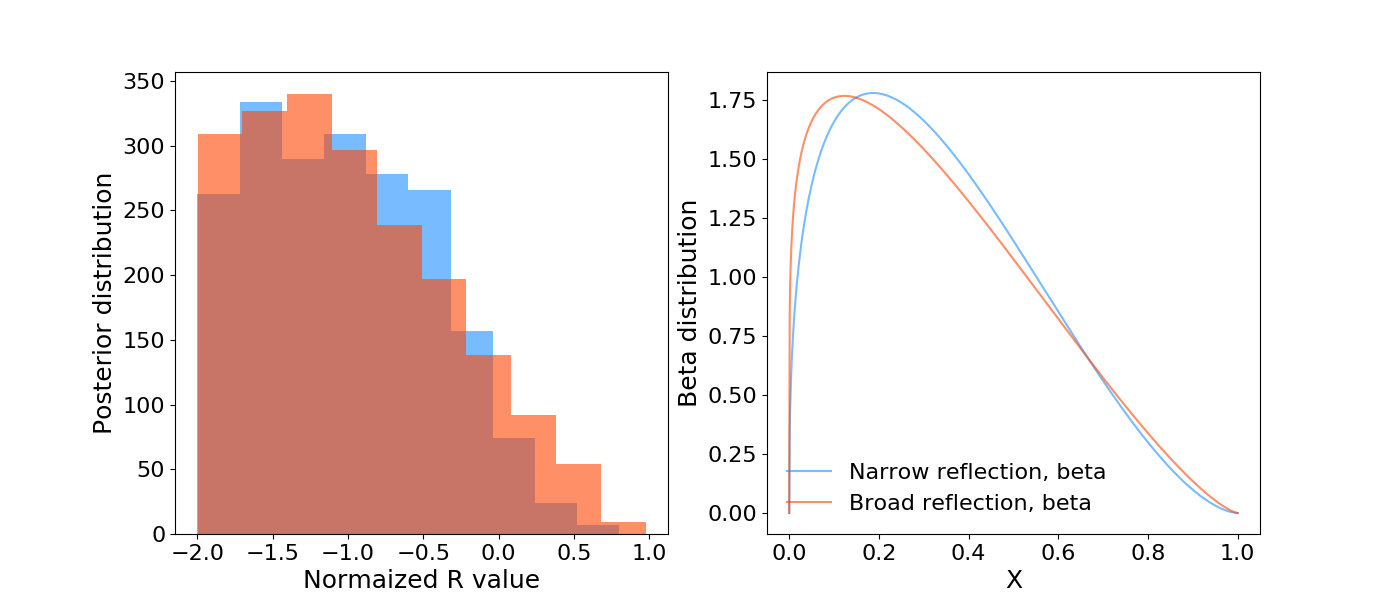 350
300
250
200
150
100
50
0
Posterior distribution
−2.0 −1.5 −1.0 −0.5 0.0 0.5 1.0
Normaized R value
1.75
1.50
1.25
1.00
0.75
0.50
0.25
0.00
Beta distribution
Narrow reflection, beta
Broad reflection, beta
0.0 0.2 0.4 0.6 0.8 1.0
X